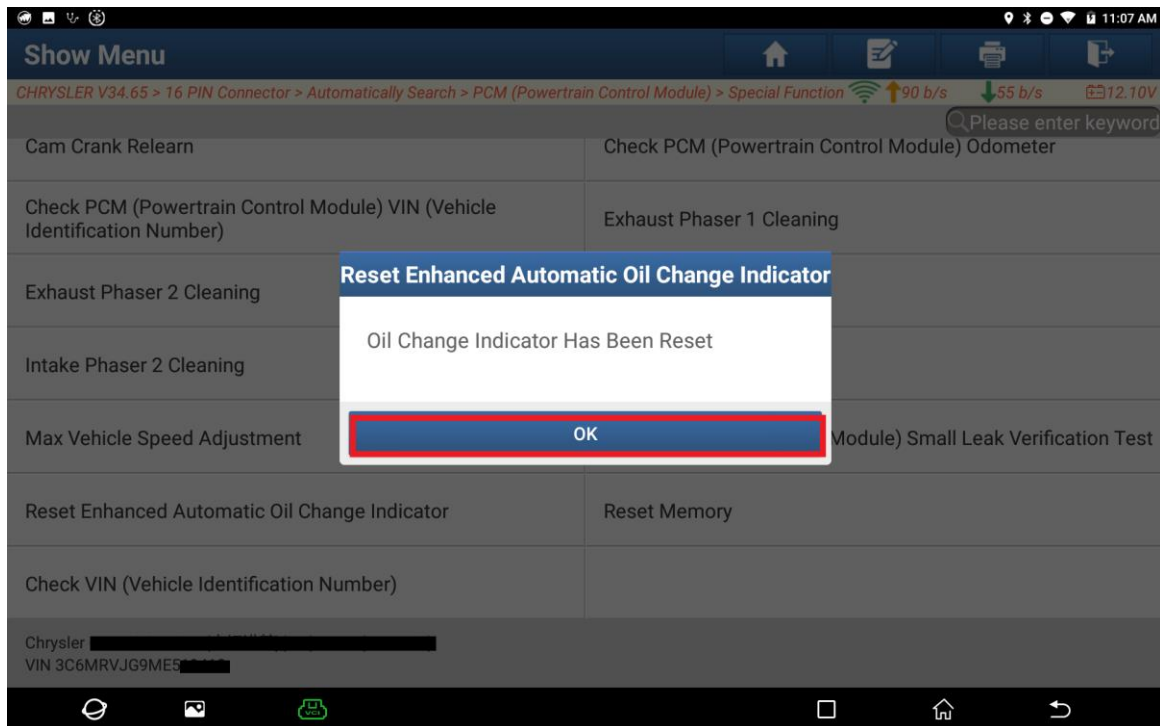 11:07 AM
Show Menu
CHRYSLER V34.65 > 16 PIN Connector > Automatically Search > PCM (Powertrain Control Module) > Special Function 90 b/s 55 b/s 12.10V
Please enter keyword
Cam Crank Relearn
Check PCM (Powertrain Control Module) Odometer
Check PCM (Powertrain Control Module) VIN (Vehicle
Identification Number)
Exhaust Phaser 1 Cleaning
Reset Enhanced Automatic Oil Change Indicator
Exhaust Phaser 2 Cleaning
Oil Change Indicator Has Been Reset
Intake Phaser 2 Cleaning
OK
Max Vehicle Speed Adjustment
Module) Small Leak Verification Test
Reset Enhanced Automatic Oil Change Indicator
Reset Memory
Check VIN (Vehicle Identification Number)
Chrysler
VIN 3C6MRVJG9ME5
VCI